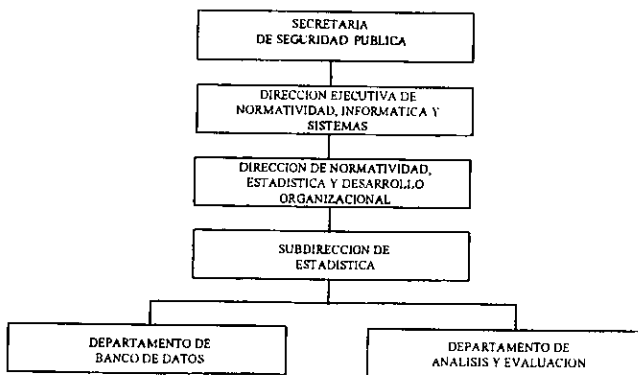 SECRETARIA
DE SEGURIDAD PUBLICA
DIRECCION EJECUTIVA DE
NORMATIVIDAD, INFORMATICA Y
SISTEMAS
DIRECCION DE NORMATIVIDAD,
ESTADISTICA Y DESARROLLO
ORGANIZACIONAL
SUBDIRECCION DE
ESTADISTICA
DEPARTAMENTO DE
BANCO DE DATOS
DEPARTAMENTO DE
ANALISIS Y EVALUACION